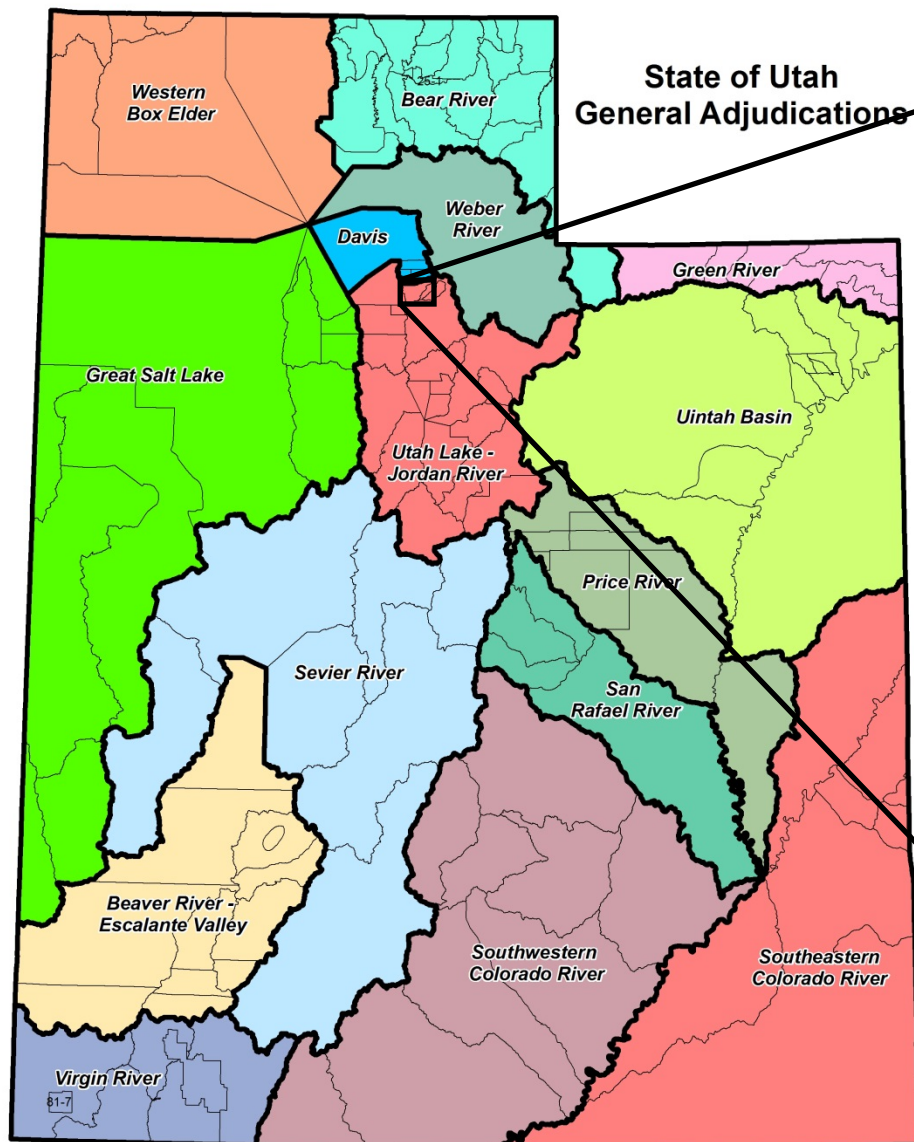 State of Utah
General Adjudications
Western
Box Elder
Bear River
Weber
River
Davis
Green River
Great Salt Lake
Uintah Basin
Utah Lake -
Jordan River
Price River
Sevier River
San
Rafael River
Beaver River -
Escalante Valley
Southwestern
Colorado River
Southeastern
Colorado River
Virgin River
81-7